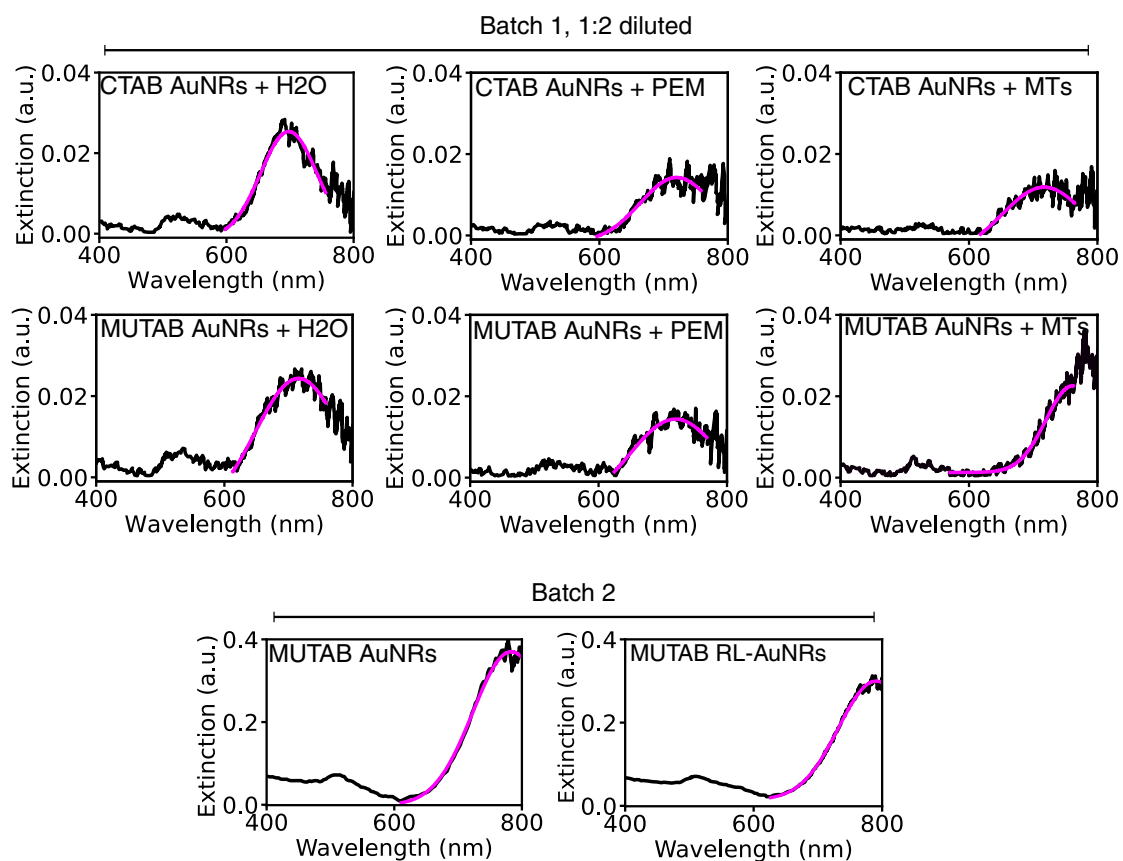 Batch 1, 1:2 diluted
CTAB AuNRs + H2O
CTAB AuNRs + PEM
CTAB AuNRs + MTs
Extinction (a.u.)
0.04
0.02
0.00
400 600 800
Wavelength (nm)
Extinction (a.u.)
0.04
0.02
0.00
400 600 800
Wavelength (nm)
Extinction (a.u.)
0.04
0.02
0.00
400 600 800
Wavelength (nm)
MUTAB AuNRs + H2O
MUTAB AuNRs + PEM
MUTAB AuNRs + MTs
Extinction (a.u.)
0.04
0.02
0.00
400 600 800
Wavelength (nm)
Extinction (a.u.)
0.04
0.02
0.00
400 600 800
Wavelength (nm)
Extinction (a.u.)
0.04
0.02
0.00
400 600 800
Wavelength (nm)
Batch 2
MUTAB AuNRs
MUTAB RL-AuNRs
Extinction (a.u.)
0.4
0.2
0.0
400 600 800
Wavelength (nm)
Extinction (a.u.)
0.4
0.2
0.0
400 600 800
Wavelength (nm)